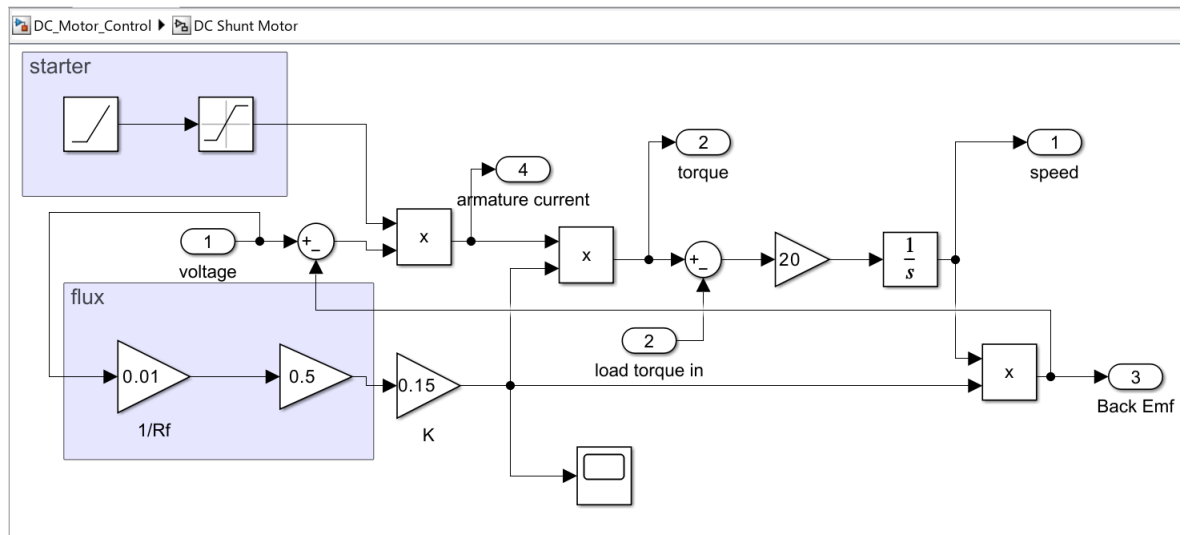 DC_Motor_Control DC Shunt Motor
starter
4
armature current
2
torque
1
speed
x
x
+
_
1
voltage
+
_
20
1
s
flux
2
load torque in
0.01
1/Rf
0.5
0.15
K
x
3
Back Emf